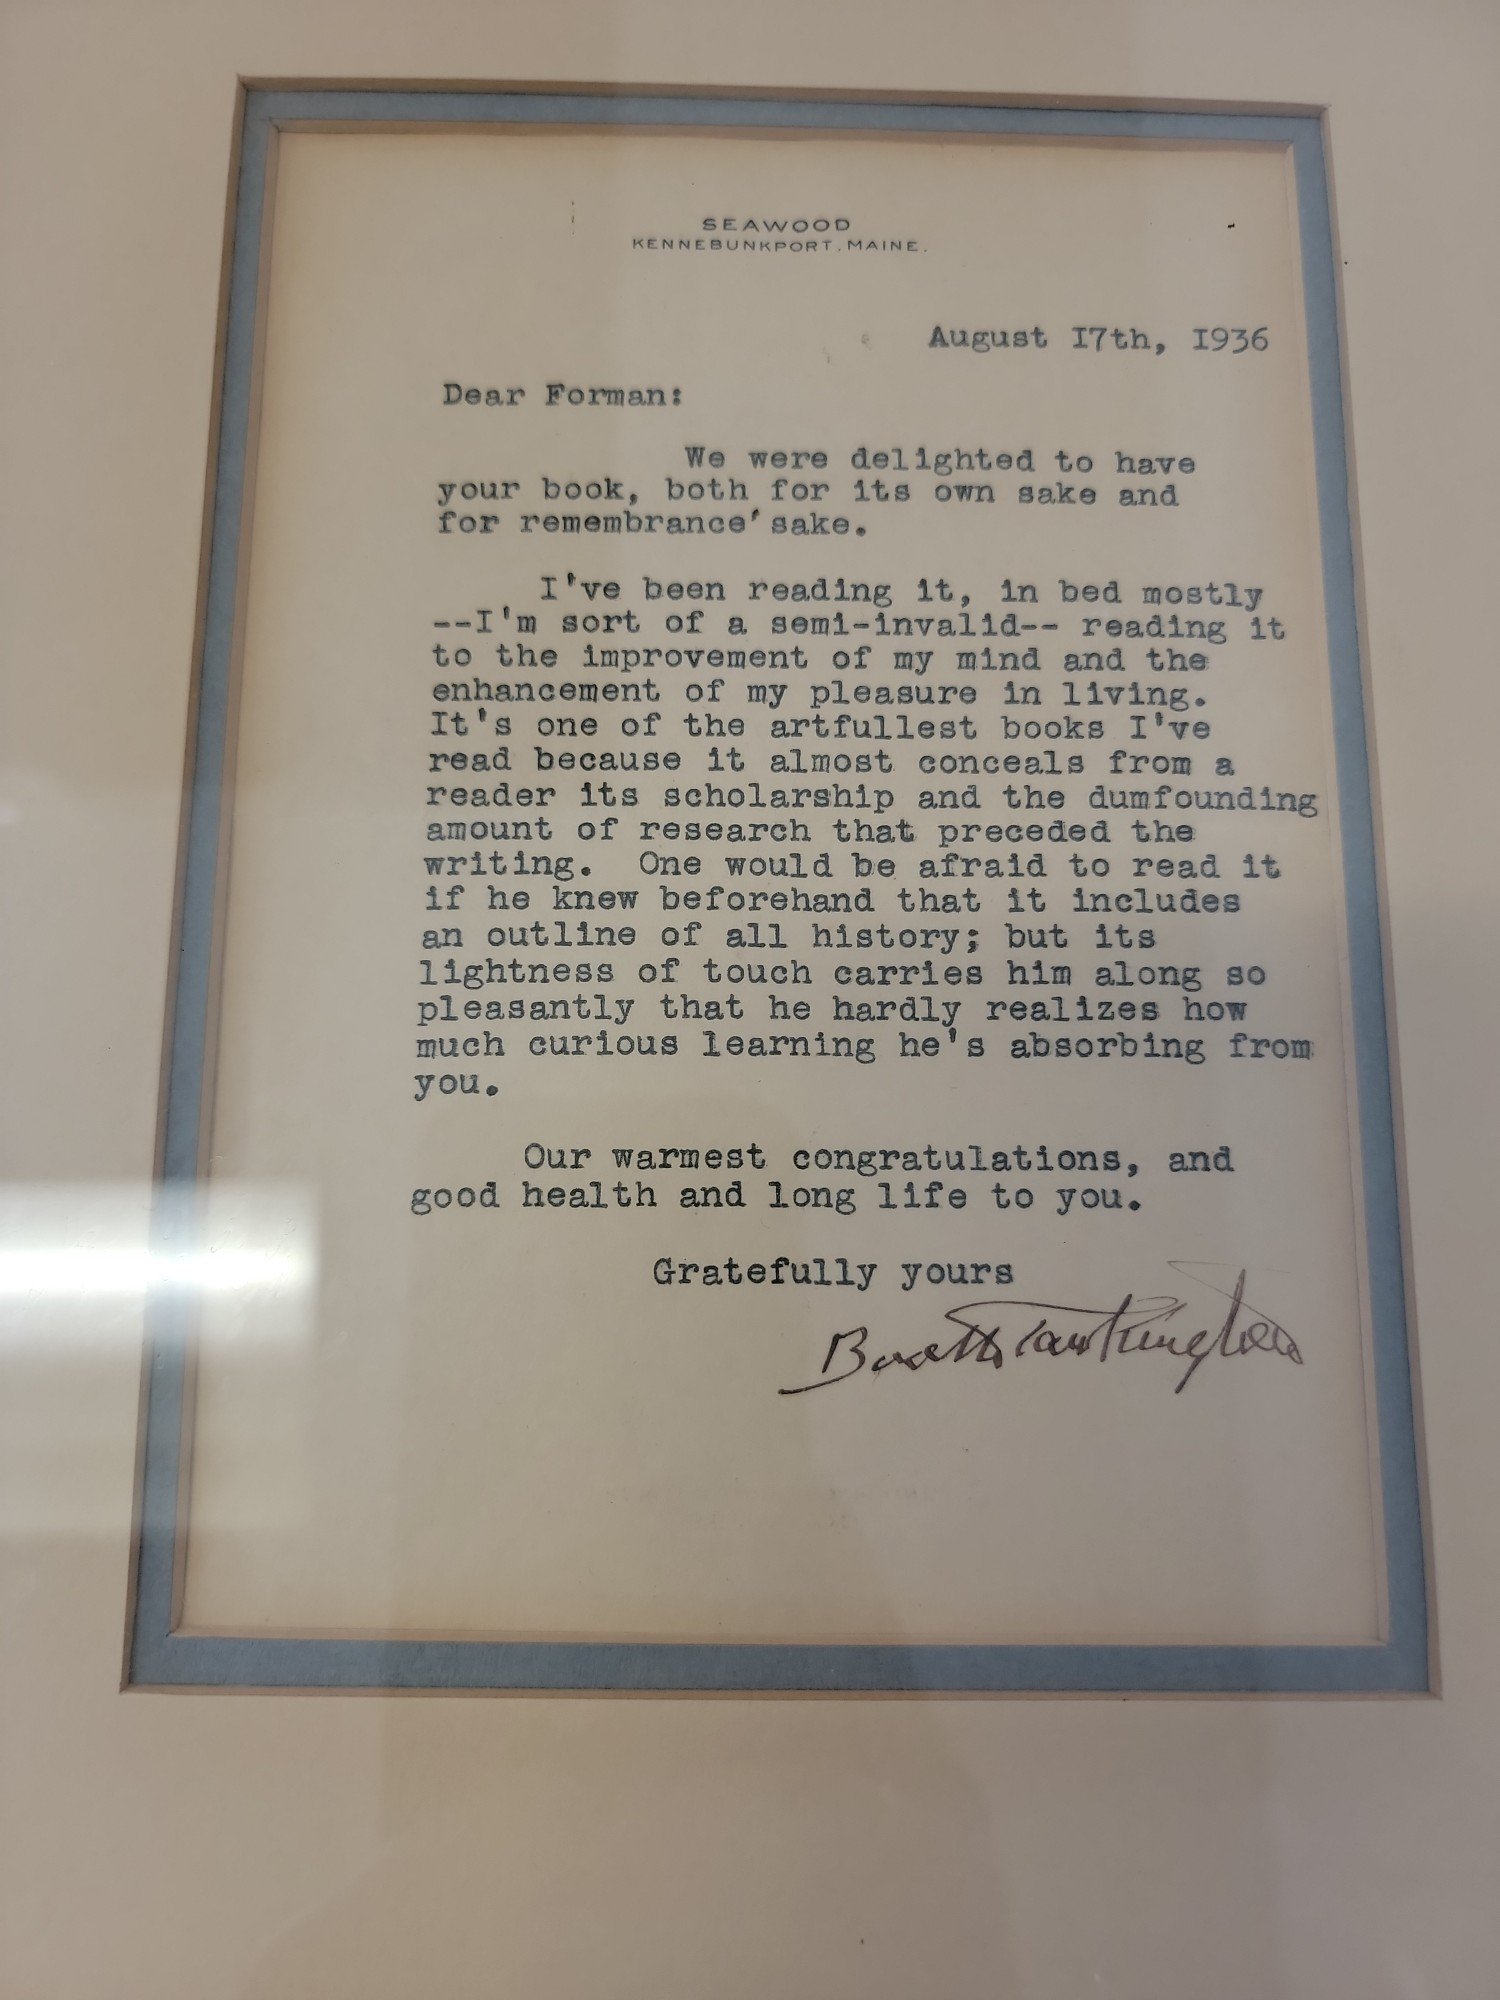 SEAWOOD
KENNEBUNKPORT, MAINE.
August I7th, I936
Dear Forman:
We were delighted to have
your book, both for its own sake and
for remembrance' sake.
I've been reading it, in bed mostly
--I'm sort of a semi-invalid-- reading it
to the improvement of my mind and the
enhancement of my pleasure in living.
It's one of the artfullest books I've
read because it almost conceals from a
reader its scholarship and the dumfounding
amount of research that preceded the
writing. One would be afraid to read it
if he knew beforehand that it includes
an outline of all history; but its
lightness of touch carries him along so
pleasantly that he hardly realizes how
much curious learning he's absorbing from
you.
Our warmest congratulations, and
good health and long life to you.
Gratefully yours
Booth Tarkington